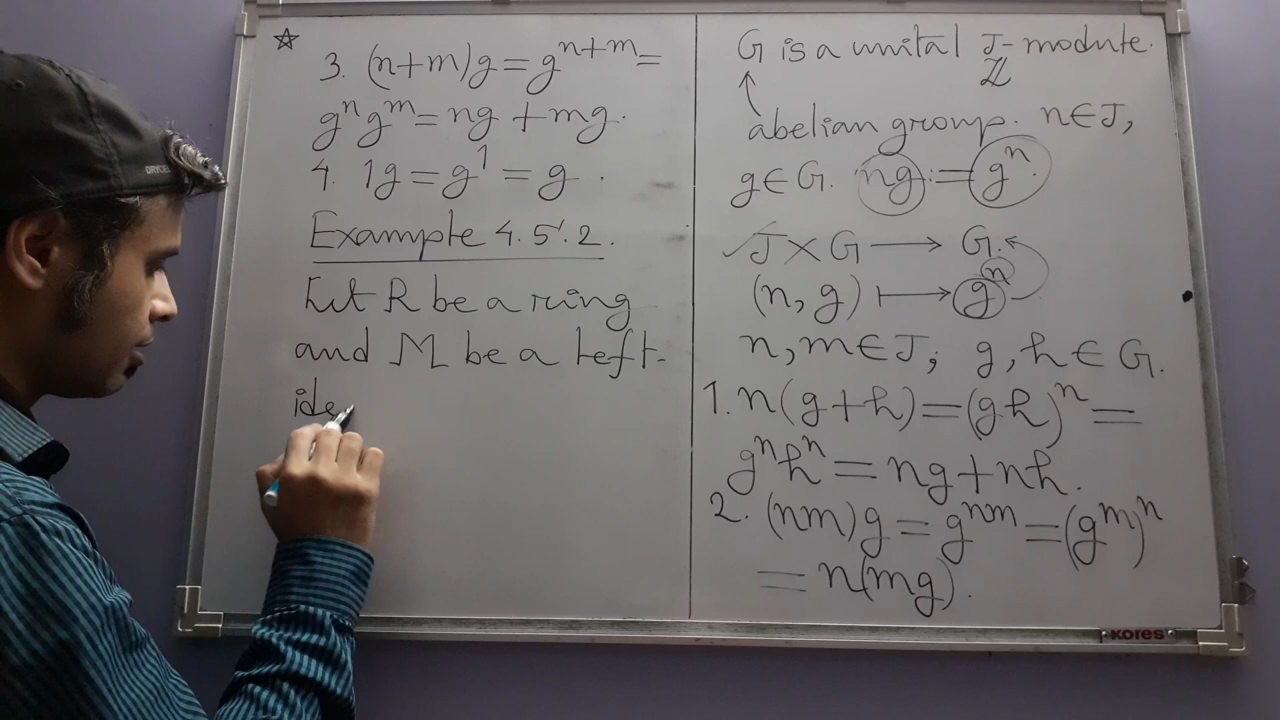 ☆ 3. (n+m)g = g^{n+m} =
g^n g^m = ng + mg.
4. 1g = g^1 = g.
Example 4.5.2.
Let R be a ring
and M be a left-
ide
G is a unital J-module.
Z
abelian group. n∈J,
g∈G. ng := g^n.
✓ J×G ⟶ G.
(n, g) ⟼ g^n
n, m∈J; g, h∈G.
1. n(g+h) = (gh)^n =
g^n h^n = ng + nh.
2. (nm)g = g^{nm} = (g^m)^n
= n(mg).
KORES